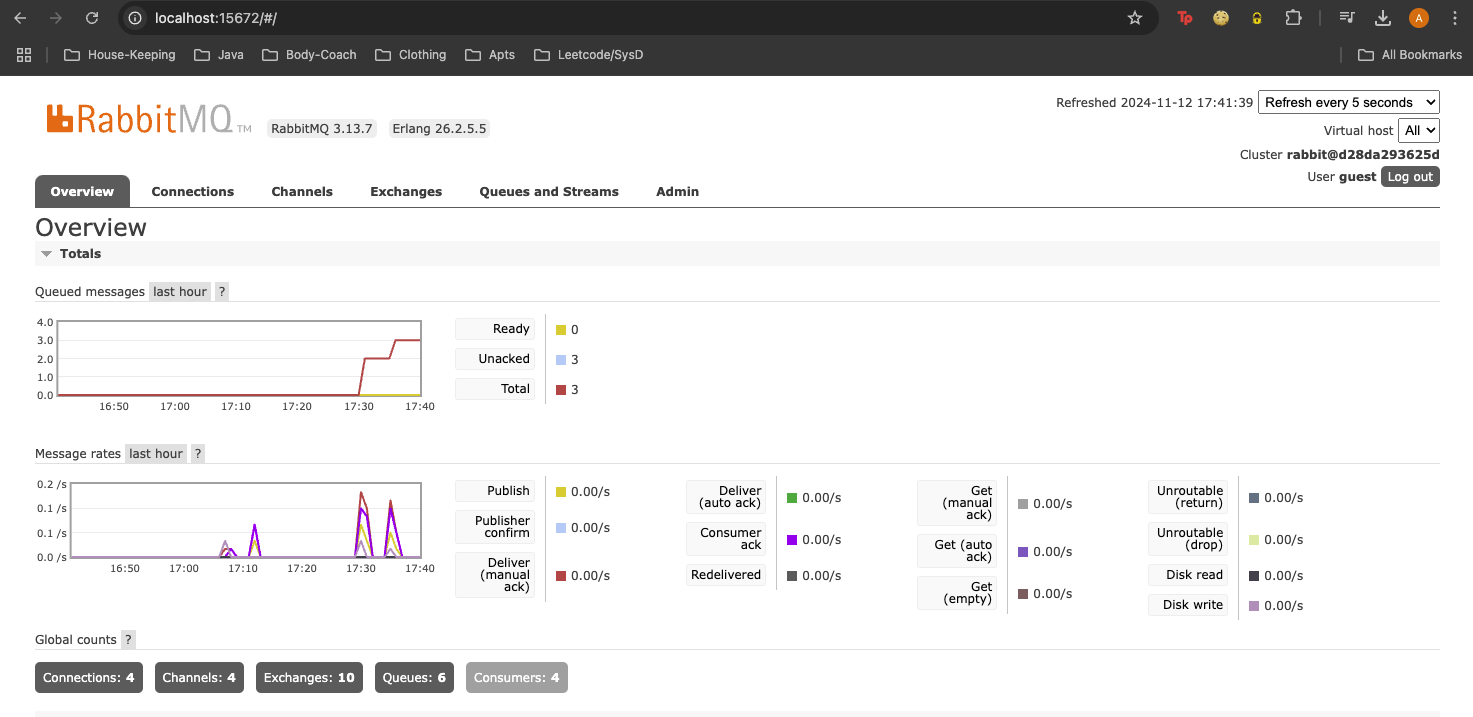 localhost:15672/#/
Tp
A
House-Keeping Java Body-Coach Clothing Apts Leetcode/SysD All Bookmarks
RabbitMQ TM RabbitMQ 3.13.7 Erlang 26.2.5.5
Refreshed 2024-11-12 17:41:39 Refresh every 5 seconds
Virtual host All
Cluster rabbit@d28da293625d
User guest Log out
Overview Connections Channels Exchanges Queues and Streams Admin
Overview
Totals
Queued messages last hour ?
4.0
3.0
2.0
1.0
0.0
16:50 17:00 17:10 17:20 17:30 17:40
Ready 0
Unacked 3
Total 3
Message rates last hour ?
0.2 /s
0.1 /s
0.1 /s
0.0 /s
16:50 17:00 17:10 17:20 17:30 17:40
Publish 0.00/s
Publisher
confirm 0.00/s
Deliver
(manual
ack) 0.00/s
Deliver
(auto ack) 0.00/s
Consumer
ack 0.00/s
Redelivered 0.00/s
Get
(manual
ack) 0.00/s
Get (auto
ack) 0.00/s
Get
(empty) 0.00/s
Unroutable
(return) 0.00/s
Unroutable
(drop) 0.00/s
Disk read 0.00/s
Disk write 0.00/s
Global counts ?
Connections: 4 Channels: 4 Exchanges: 10 Queues: 6 Consumers: 4